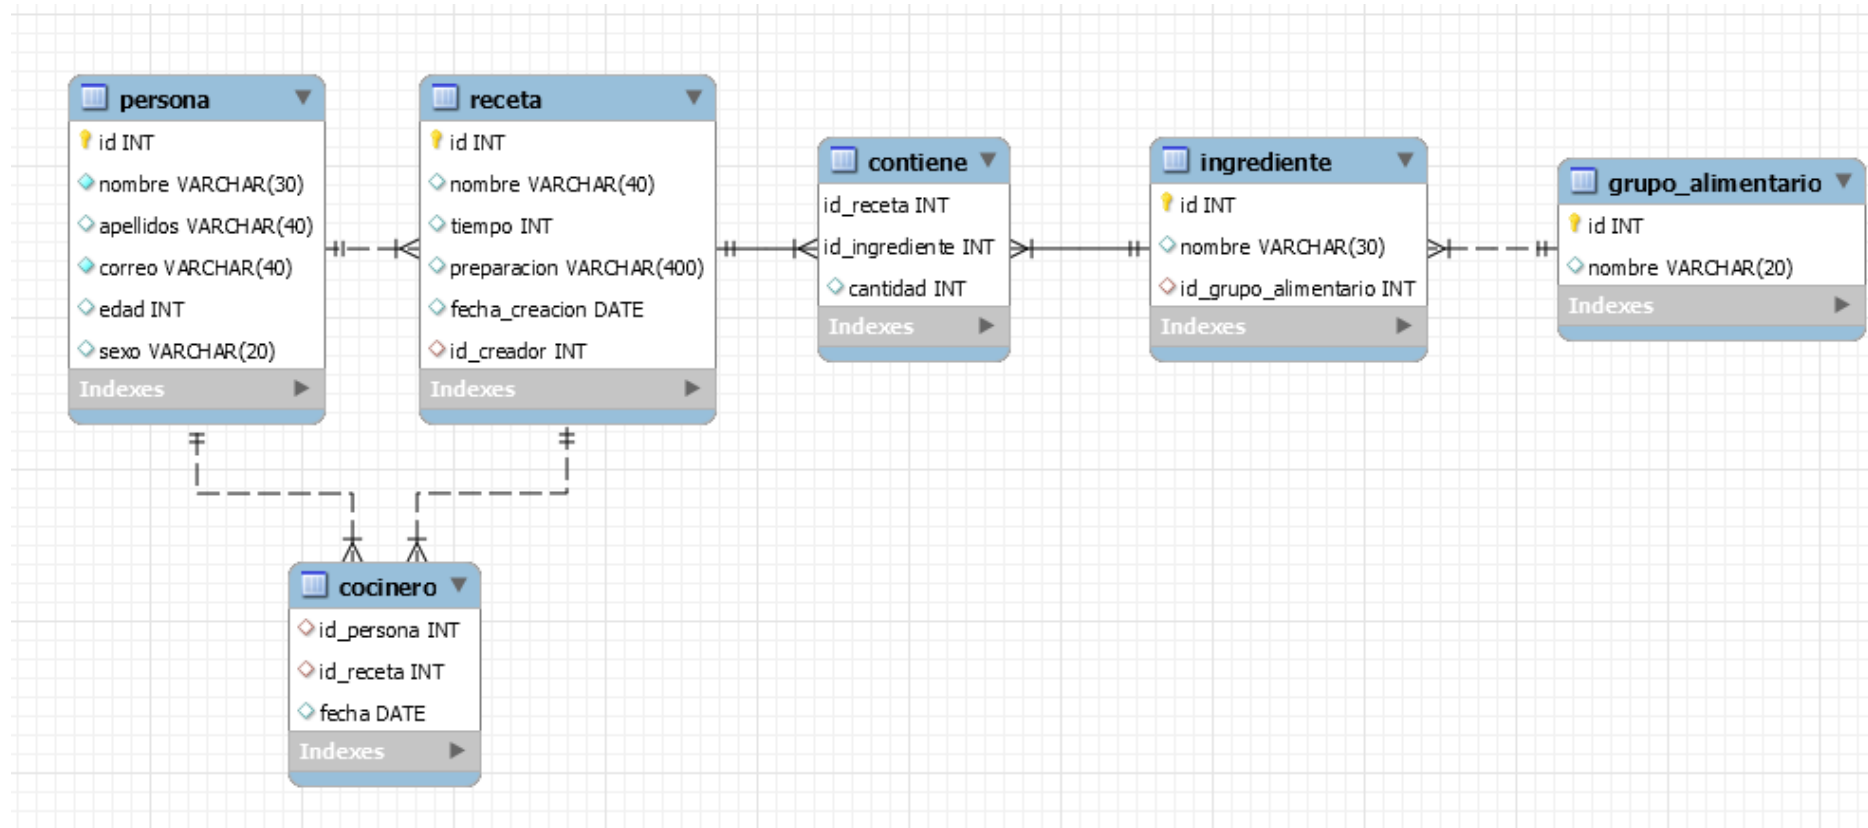 persona
id INT
nombre VARCHAR(30)
apellidos VARCHAR(40)
correo VARCHAR(40)
edad INT
sexo VARCHAR(20)
Indexes
receta
id INT
nombre VARCHAR(40)
tiempo INT
preparacion VARCHAR(400)
fecha_creacion DATE
id_creador INT
Indexes
contiene
id_receta INT
id_ingrediente INT
cantidad INT
Indexes
ingrediente
id INT
nombre VARCHAR(30)
id_grupo_alimentario INT
Indexes
grupo_alimentario
id INT
nombre VARCHAR(20)
Indexes
cocinero
id_persona INT
id_receta INT
fecha DATE
Indexes